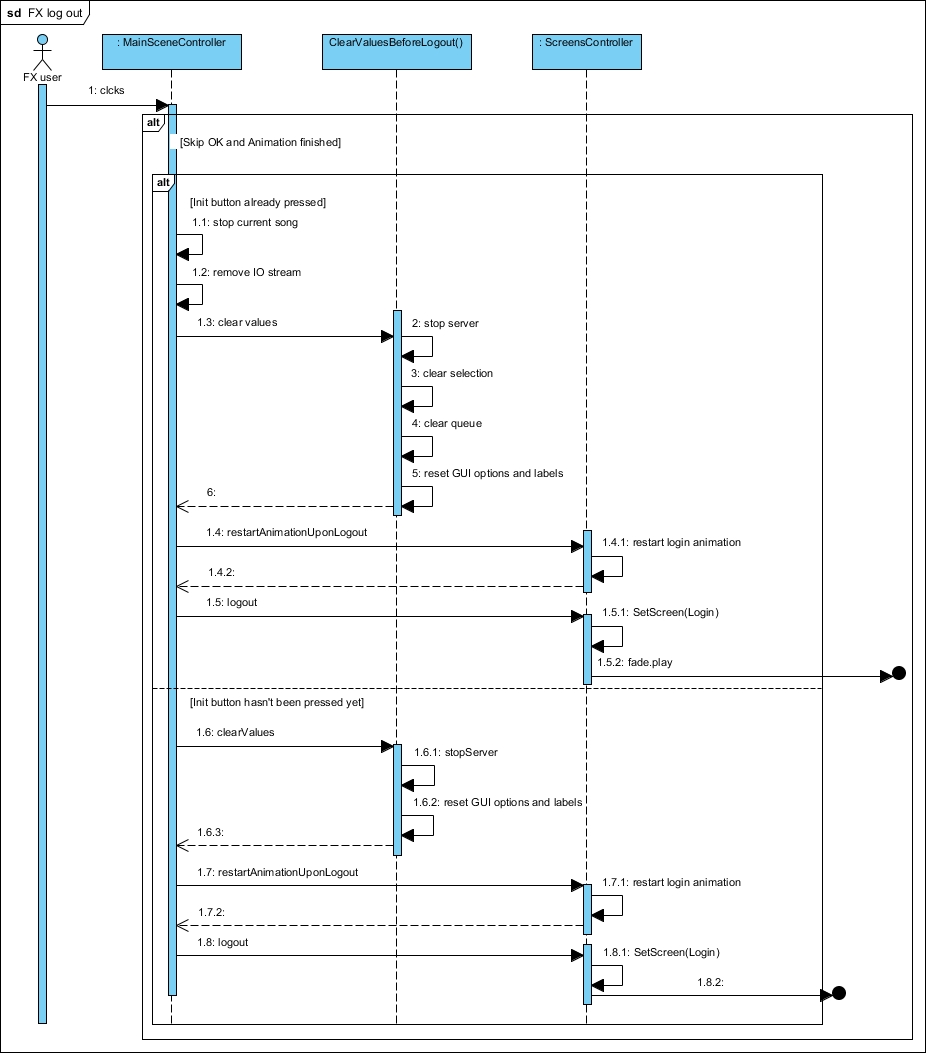 sd FX log out
: MainSceneController
ClearValuesBeforeLogout()
: ScreensController
FX user
1: clcks
alt
[Skip OK and Animation finished]
alt
[Init button already pressed]
1.1: stop current song
1.2: remove IO stream
1.3: clear values
2: stop server
3: clear selection
4: clear queue
5: reset GUI options and labels
6:
1.4: restartAnimationUponLogout
1.4.1: restart login animation
1.4.2:
1.5: logout
1.5.1: SetScreen(Login)
1.5.2: fade.play
[Init button hasn't been pressed yet]
1.6: clearValues
1.6.1: stopServer
1.6.2: reset GUI options and labels
1.6.3:
1.7: restartAnimationUponLogout
1.7.1: restart login animation
1.7.2:
1.8: logout
1.8.1: SetScreen(Login)
1.8.2: